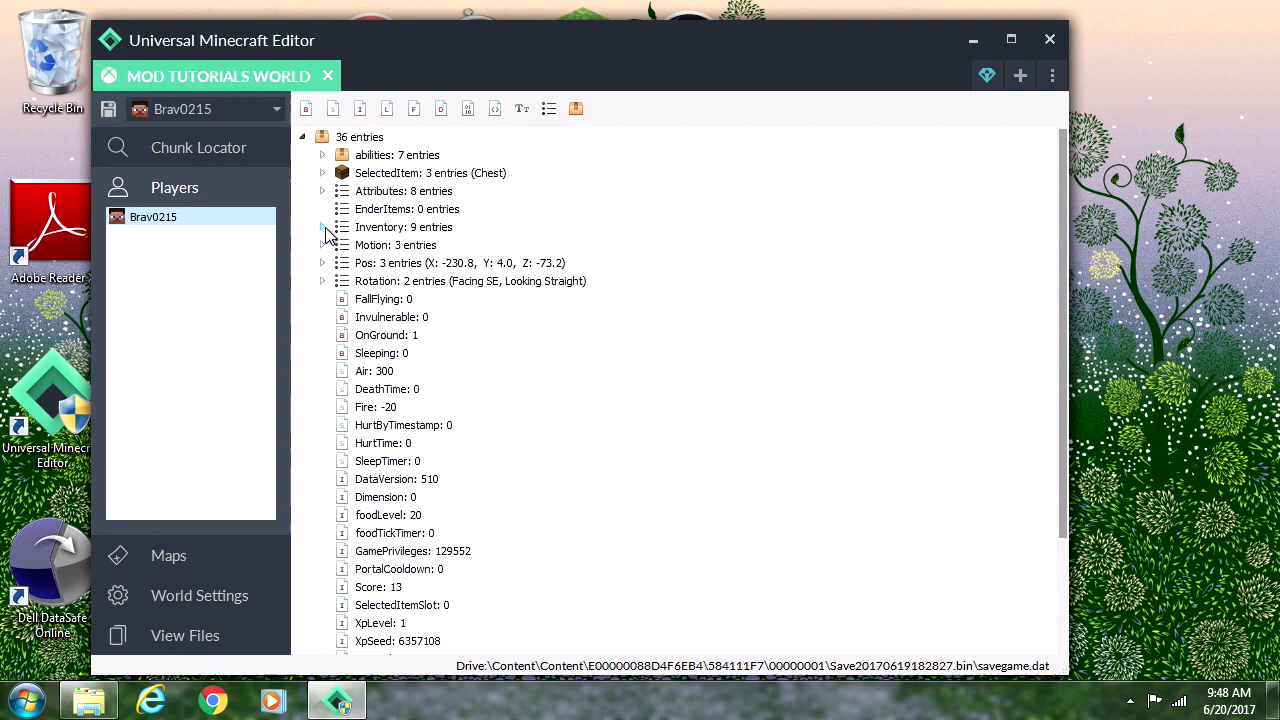 Recycle Bin
Adobe Reader X
Universal Minecr...
Editor
Dell DataSafe
Online
Universal Minecraft Editor
MOD TUTORIALS WORLD
Brav0215
Chunk Locator
Players
Brav0215
Maps
World Settings
View Files
B S I L F D
Tт
36 entries
abilities: 7 entries
SelectedItem: 3 entries (Chest)
Attributes: 8 entries
EnderItems: 0 entries
Inventory: 9 entries
Motion: 3 entries
Pos: 3 entries (X: -230.8, Y: 4.0, Z: -73.2)
Rotation: 2 entries (Facing SE, Looking Straight)
B FallFlying: 0
B Invulnerable: 0
B OnGround: 1
B Sleeping: 0
S Air: 300
S DeathTime: 0
S Fire: -20
S HurtByTimestamp: 0
S HurtTime: 0
S SleepTimer: 0
I DataVersion: 510
I Dimension: 0
I foodLevel: 20
I foodTickTimer: 0
I GamePrivileges: 129552
I PortalCooldown: 0
I Score: 13
I SelectedItemSlot: 0
I XpLevel: 1
I XpSeed: 6357108
Drive:\Content\Content\E00000088D4F6EB4\584111F7\00000001\Save20170619182827.bin\savegame.dat
9:48 AM
6/20/2017